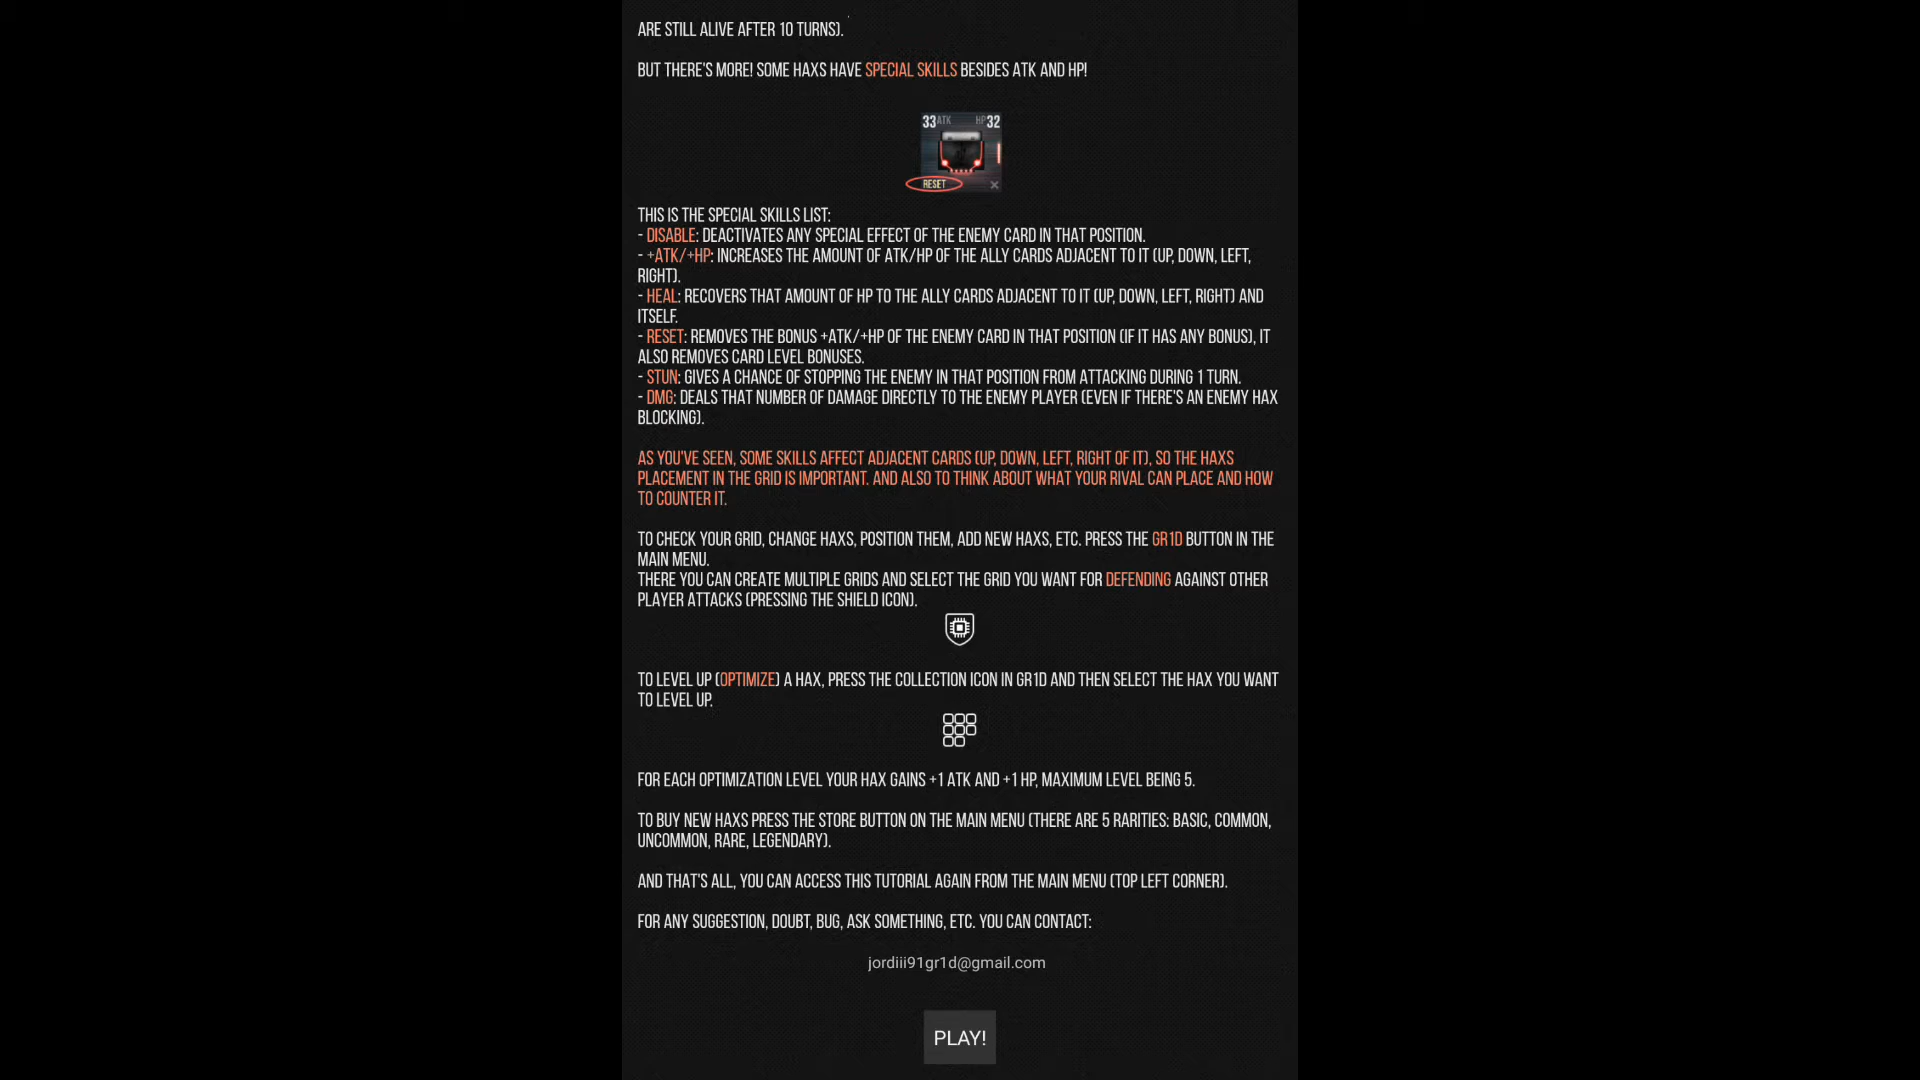 ARE STILL ALIVE AFTER 10 TURNS).
BUT THERE'S MORE! SOME HAXS HAVE SPECIAL SKILLS BESIDES ATK AND HP!
33 ATK HP 32
RESET
THIS IS THE SPECIAL SKILLS LIST:
- DISABLE: DEACTIVATES ANY SPECIAL EFFECT OF THE ENEMY CARD IN THAT POSITION.
- +ATK/+HP: INCREASES THE AMOUNT OF ATK/HP OF THE ALLY CARDS ADJACENT TO IT (UP, DOWN, LEFT,
RIGHT).
- HEAL: RECOVERS THAT AMOUNT OF HP TO THE ALLY CARDS ADJACENT TO IT (UP, DOWN, LEFT, RIGHT) AND
ITSELF.
- RESET: REMOVES THE BONUS +ATK/+HP OF THE ENEMY CARD IN THAT POSITION (IF IT HAS ANY BONUS), IT
ALSO REMOVES CARD LEVEL BONUSES.
- STUN: GIVES A CHANCE OF STOPPING THE ENEMY IN THAT POSITION FROM ATTACKING DURING 1 TURN.
- DMG: DEALS THAT NUMBER OF DAMAGE DIRECTLY TO THE ENEMY PLAYER (EVEN IF THERE'S AN ENEMY HAX
BLOCKING).
AS YOU'VE SEEN, SOME SKILLS AFFECT ADJACENT CARDS (UP, DOWN, LEFT, RIGHT OF IT), SO THE HAXS
PLACEMENT IN THE GRID IS IMPORTANT. AND ALSO TO THINK ABOUT WHAT YOUR RIVAL CAN PLACE AND HOW
TO COUNTER IT.
TO CHECK YOUR GRID, CHANGE HAXS, POSITION THEM, ADD NEW HAXS, ETC. PRESS THE GR1D BUTTON IN THE
MAIN MENU.
THERE YOU CAN CREATE MULTIPLE GRIDS AND SELECT THE GRID YOU WANT FOR DEFENDING AGAINST OTHER
PLAYER ATTACKS (PRESSING THE SHIELD ICON).
TO LEVEL UP (OPTIMIZE) A HAX, PRESS THE COLLECTION ICON IN GR1D AND THEN SELECT THE HAX YOU WANT
TO LEVEL UP.
FOR EACH OPTIMIZATION LEVEL YOUR HAX GAINS +1 ATK AND +1 HP, MAXIMUM LEVEL BEING 5.
TO BUY NEW HAXS PRESS THE STORE BUTTON ON THE MAIN MENU (THERE ARE 5 RARITIES: BASIC, COMMON,
UNCOMMON, RARE, LEGENDARY).
AND THAT'S ALL, YOU CAN ACCESS THIS TUTORIAL AGAIN FROM THE MAIN MENU (TOP LEFT CORNER).
FOR ANY SUGGESTION, DOUBT, BUG, ASK SOMETHING, ETC. YOU CAN CONTACT:
jordiii91gr1d@gmail.com
PLAY!